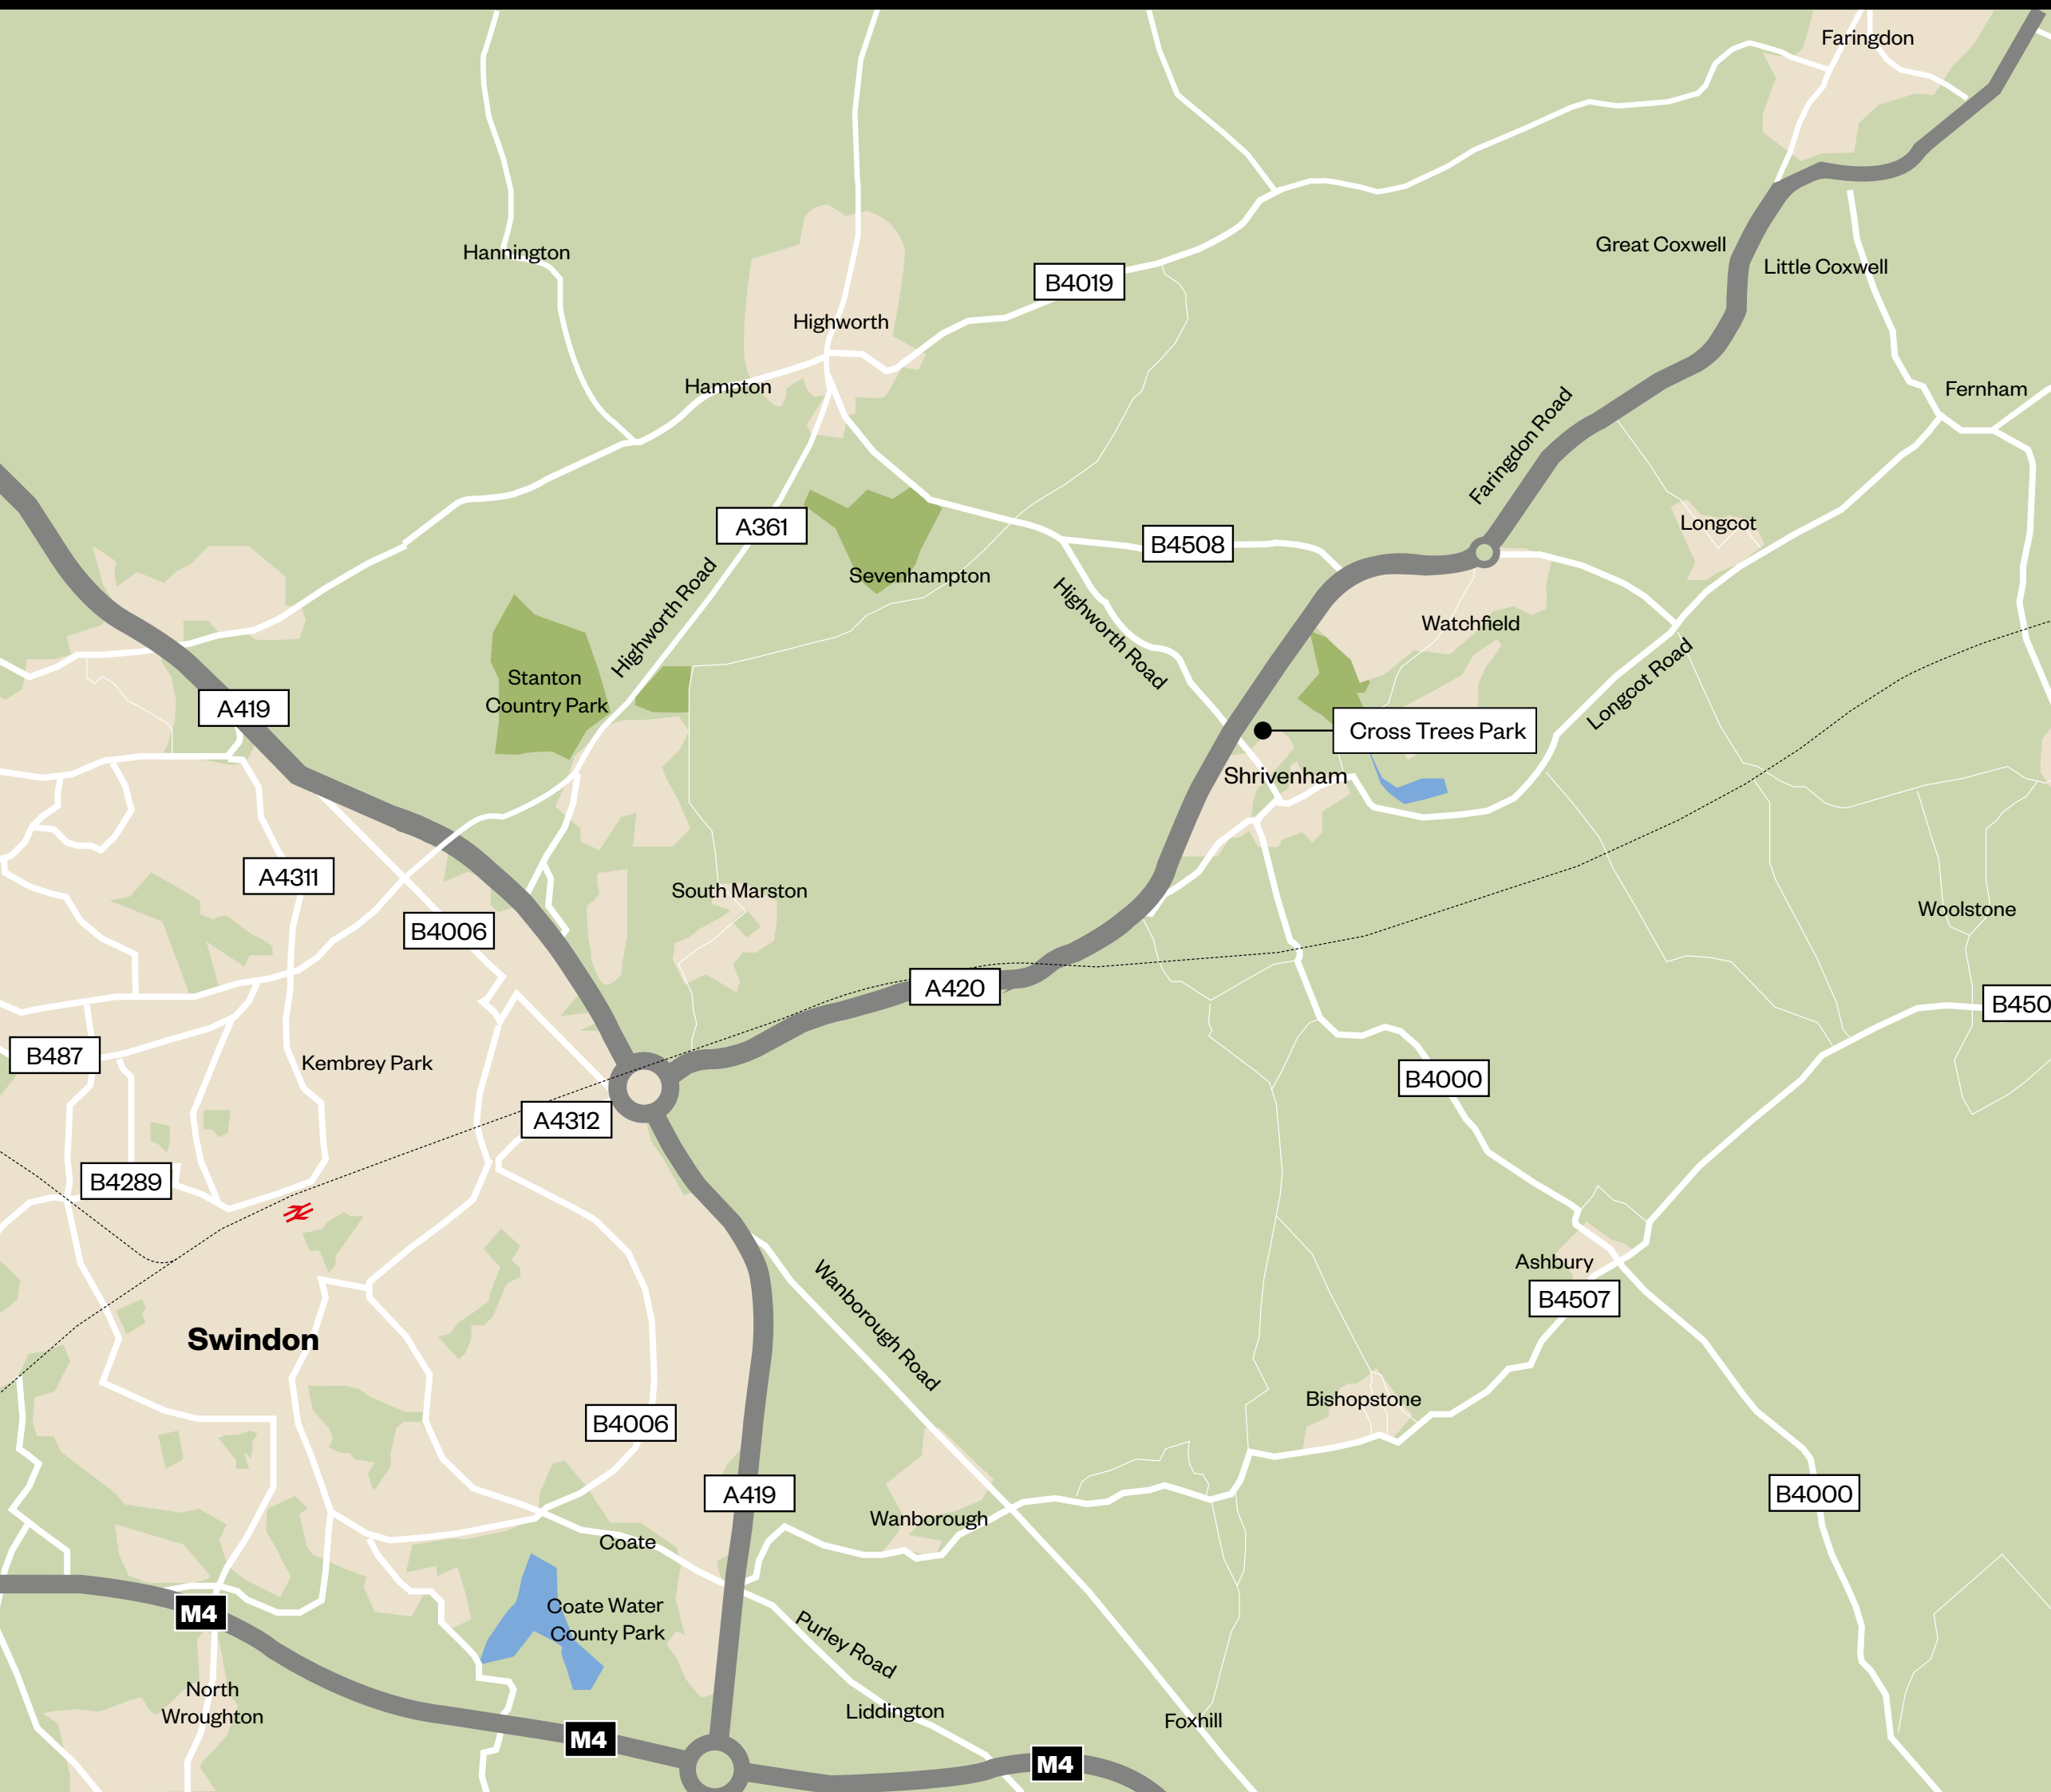 Faringdon
Great Coxwell
Little Coxwell
Hannington
B4019
Highworth
Hampton
Fernham
Faringdon Road
A361
B4508
Longcot
Sevenhampton
Highworth Road
Highworth Road
Watchfield
Stanton
Country Park
Longcot Road
A419
Cross Trees Park
Shrivenham
A4311
South Marston
B4006
Woolstone
A420
B450
B487
Kembrey Park
B4000
A4312
B4289
Ashbury
B4507
Wanborough Road
Swindon
Bishopstone
B4006
A419
B4000
Wanborough
Coate
M4
Coate Water
County Park
Purley Road
North
Wroughton
Liddington
Foxhill
M4
M4